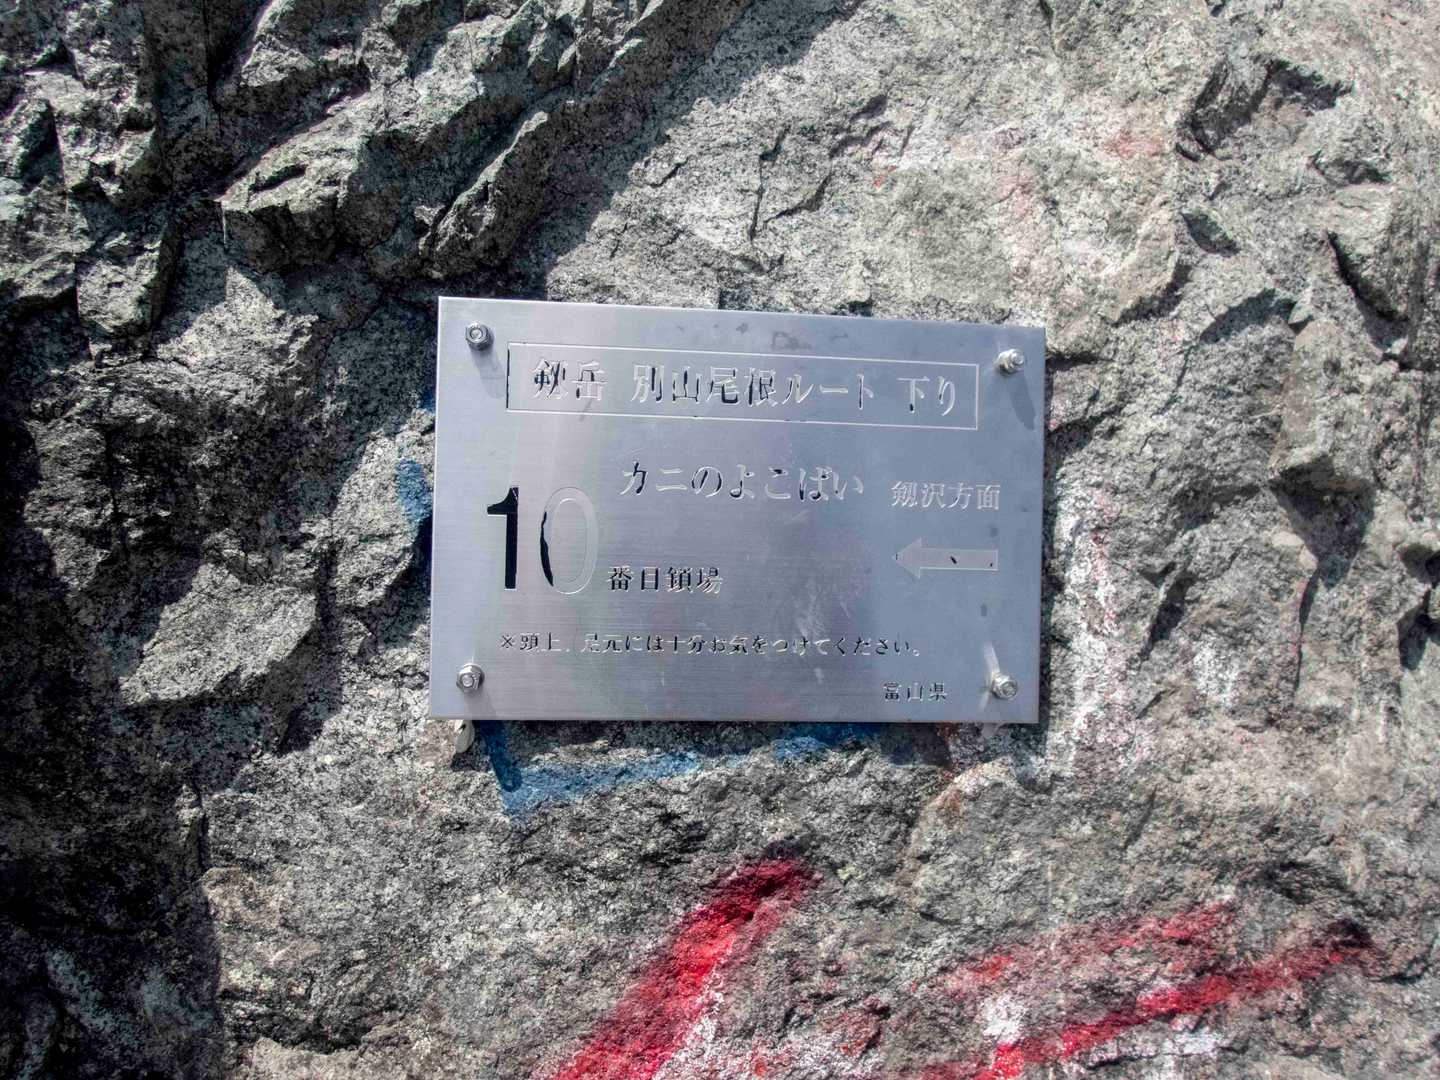 剱岳 別山尾根ルート 下り
カニのよこばい
剱沢方面
10番目鎖場
※頭上、足元には十分お気をつけてください。
富山県